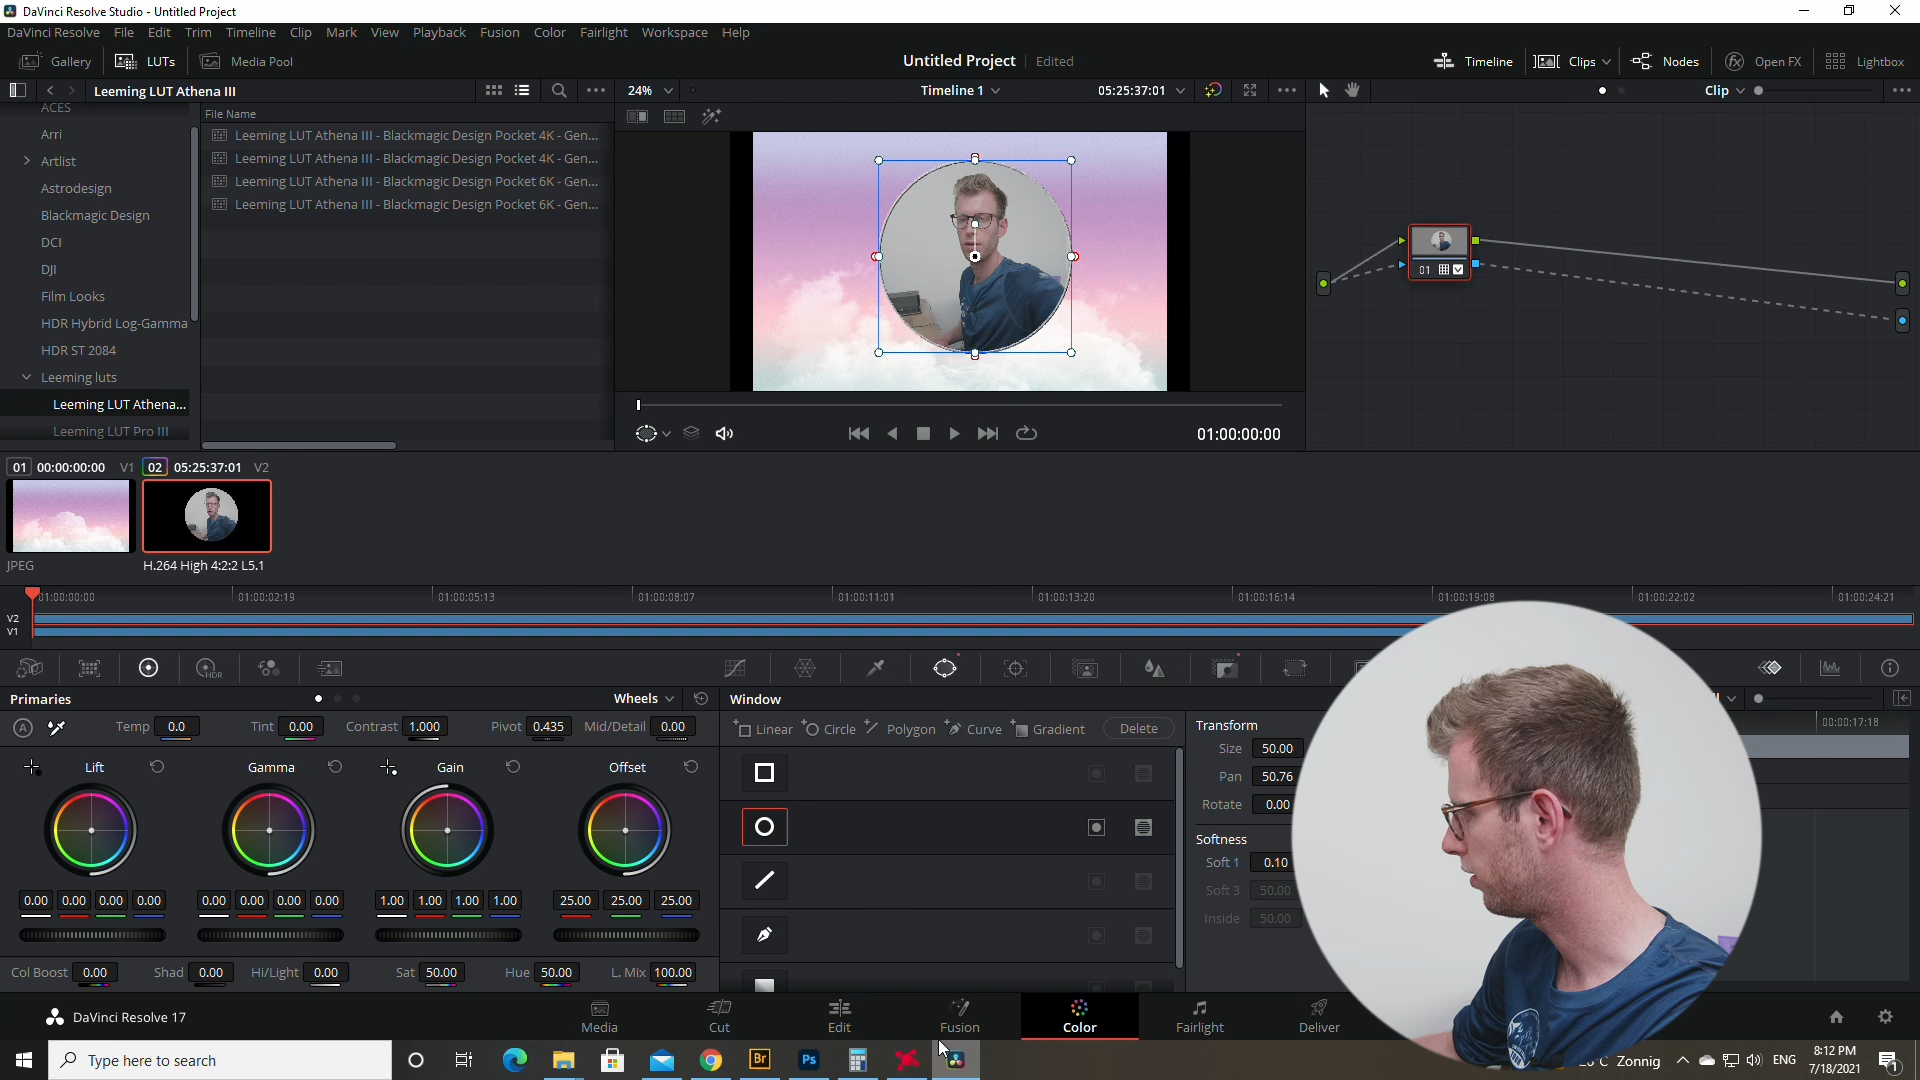 DaVinci Resolve Studio - Untitled Project
DaVinci Resolve File Edit Trim Timeline Clip Mark View Playback Fusion Color Fairlight Workspace Help
Gallery LUTs Media Pool Untitled Project Edited Timeline Clips Nodes Open FX Lightbox
Leeming LUT Athena III 24% Timeline 1 05:25:37:01 Clip
ACES
File Name
Arri
Leeming LUT Athena III - Blackmagic Design Pocket 4K - Gen...
Artlist
Leeming LUT Athena III - Blackmagic Design Pocket 4K - Gen...
Astrodesign
Leeming LUT Athena III - Blackmagic Design Pocket 6K - Gen...
Blackmagic Design
Leeming LUT Athena III - Blackmagic Design Pocket 6K - Gen...
DCI
DJI
Film Looks
HDR Hybrid Log-Gamma
HDR ST 2084
Leeming luts
Leeming LUT Athena...
Leeming LUT Pro III
01
01:00:00:00
01 00:00:00:00 V1 02 05:25:37:01 V2
JPEG H.264 High 4:2:2 L5.1
01:00:00:00 01:00:02:19 01:00:05:13 01:00:08:07 01:00:11:01 01:00:13:20 01:00:16:14 01:00:19:08 01:00:22:02 01:00:24:21
V2
V1
HDR
Primaries Wheels Window
A Temp 0.0 Tint 0.00 Contrast 1.000 Pivot 0.435 Mid/Detail 0.00
Linear Circle Polygon Curve Gradient Delete
Transform
00:00:17:18
Size 50.00
Pan 50.76
Rotate 0.00
Lift Gamma Gain Offset
Softness
Soft 1 0.10
Soft 3 50.00
Inside 50.00
0.00 0.00 0.00 0.00 0.00 0.00 0.00 0.00 1.00 1.00 1.00 1.00 25.00 25.00 25.00
Col Boost 0.00 Shad 0.00 Hi/Light 0.00 Sat 50.00 Hue 50.00 L. Mix 100.00
DaVinci Resolve 17 Media Cut Edit Fusion Color Fairlight Deliver
Type here to search
Br Ps
Zonnig ENG 8:12 PM
7/18/2021
1